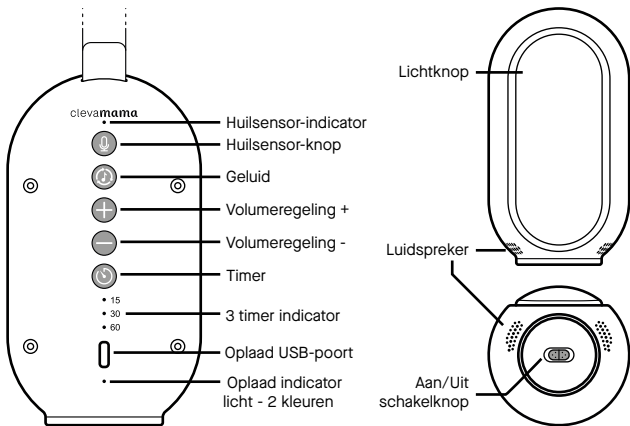 clevamama
Huilsensor-indicator
Huilsensor-knop
Geluid
Volumeregeling +
Volumeregeling -
Timer
15
30
60
3 timer indicator
Oplaad USB-poort
Oplaad indicator
licht - 2 kleuren
Lichtknop
Luidspreker
Aan/Uit
schakelknop